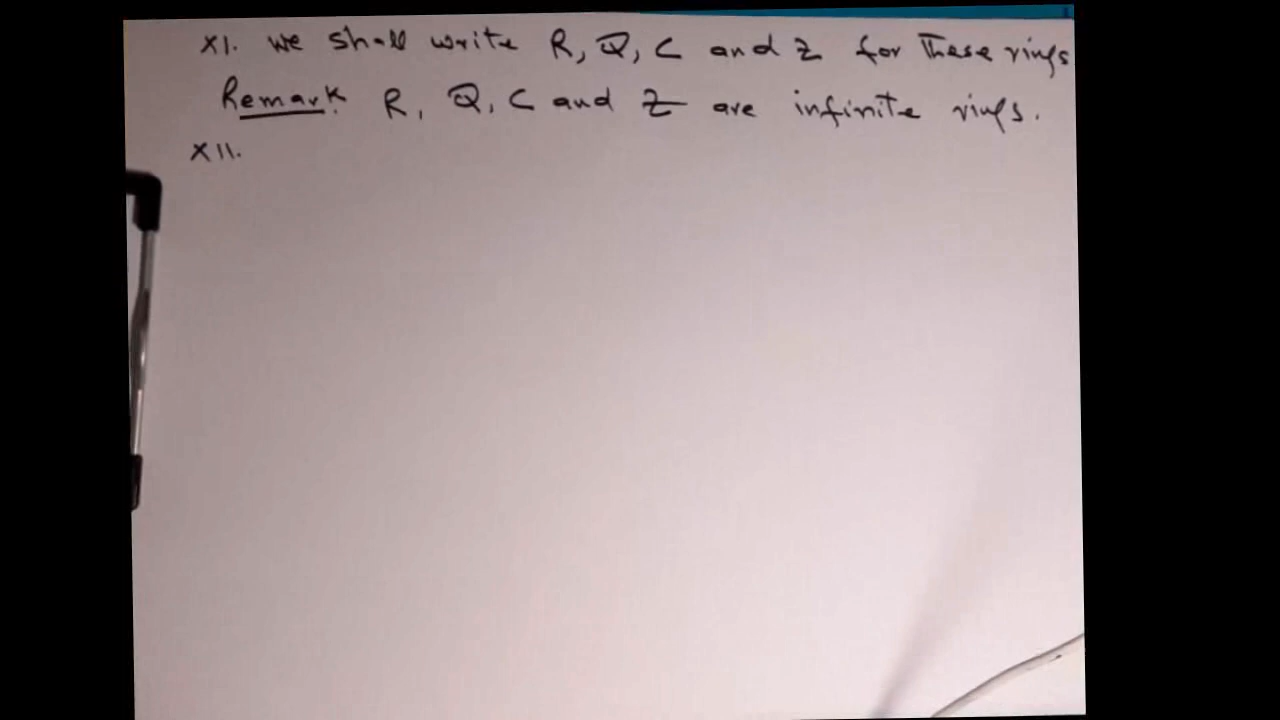 XI. We shall write R, Q, C and Z for these rings
Remark: R, Q, C and Z are infinite rings.
XII.